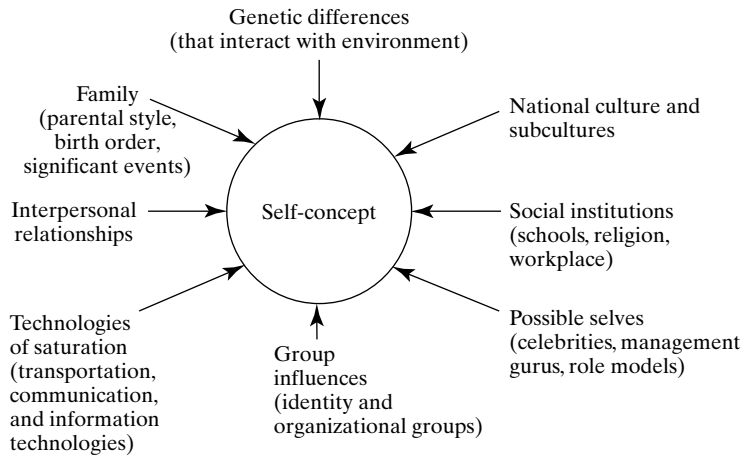 Genetic differences
(that interact with environment)
Family
(parental style,
birth order,
significant events)
National culture and
subcultures
Interpersonal
relationships
Self-concept
Social institutions
(schools, religion,
workplace)
Technologies
of saturation
(transportation,
communication,
and information
technologies)
Group
influences
(identity and
organizational groups)
Possible selves
(celebrities, management
gurus, role models)